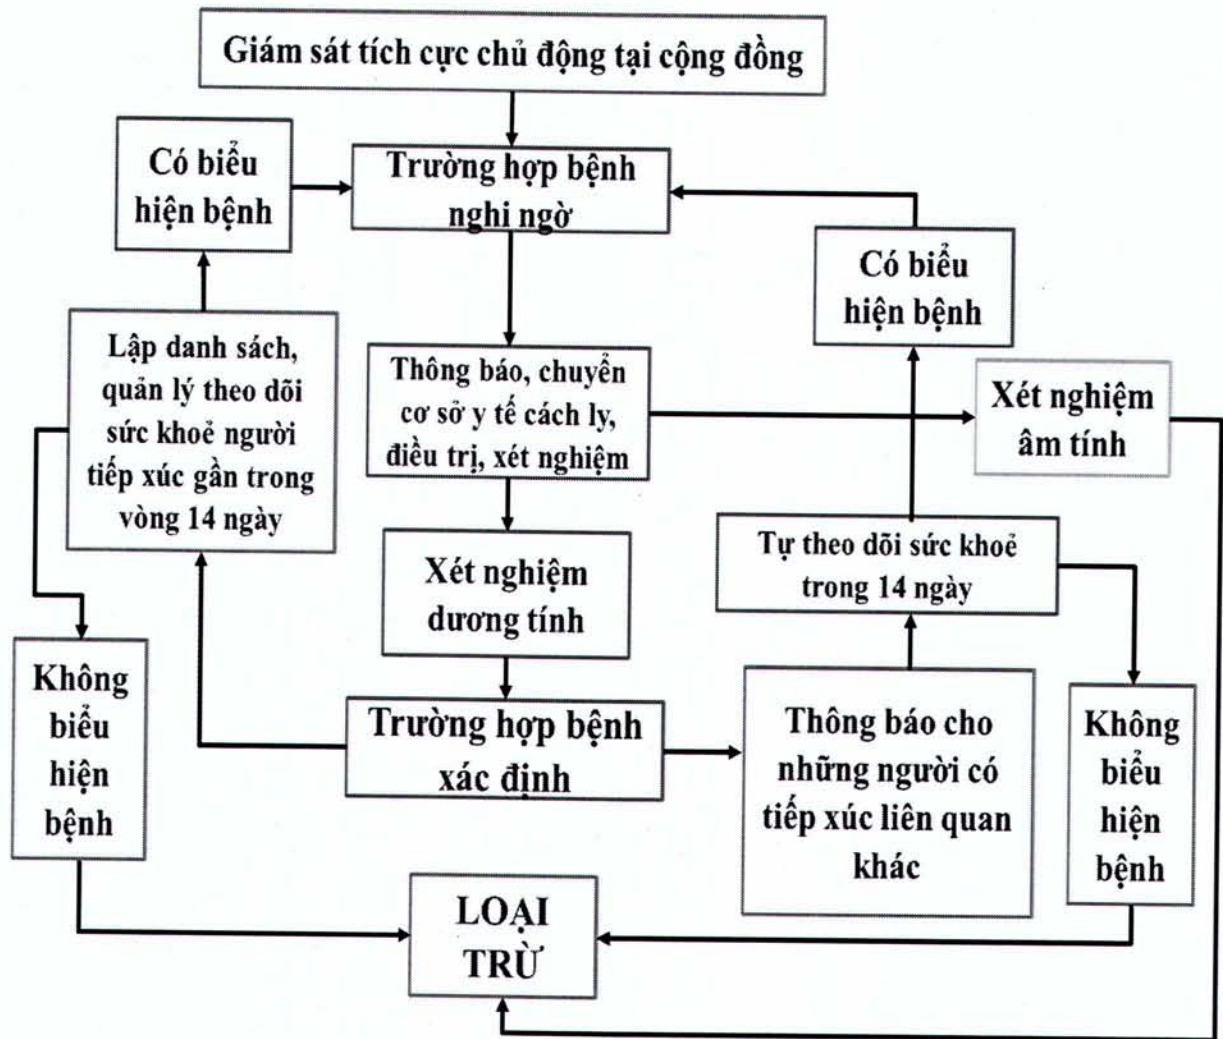 Giám sát tích cực chủ động tại cộng đồng
Có biểu
hiện bệnh
Trường hợp bệnh
nghi ngờ
Có biểu
hiện bệnh
Lập danh sách,
quản lý theo dõi
sức khoẻ người
tiếp xúc gần trong
vòng 14 ngày
Thông báo, chuyển
cơ sở y tế cách ly,
điều trị, xét nghiệm
Xét nghiệm
âm tính
Xét nghiệm
dương tính
Tự theo dõi sức khoẻ
trong 14 ngày
Không
biểu
hiện
bệnh
Trường hợp bệnh
xác định
Thông báo cho
những người có
tiếp xúc liên quan
khác
Không
biểu
hiện
bệnh
LOẠI
TRỪ